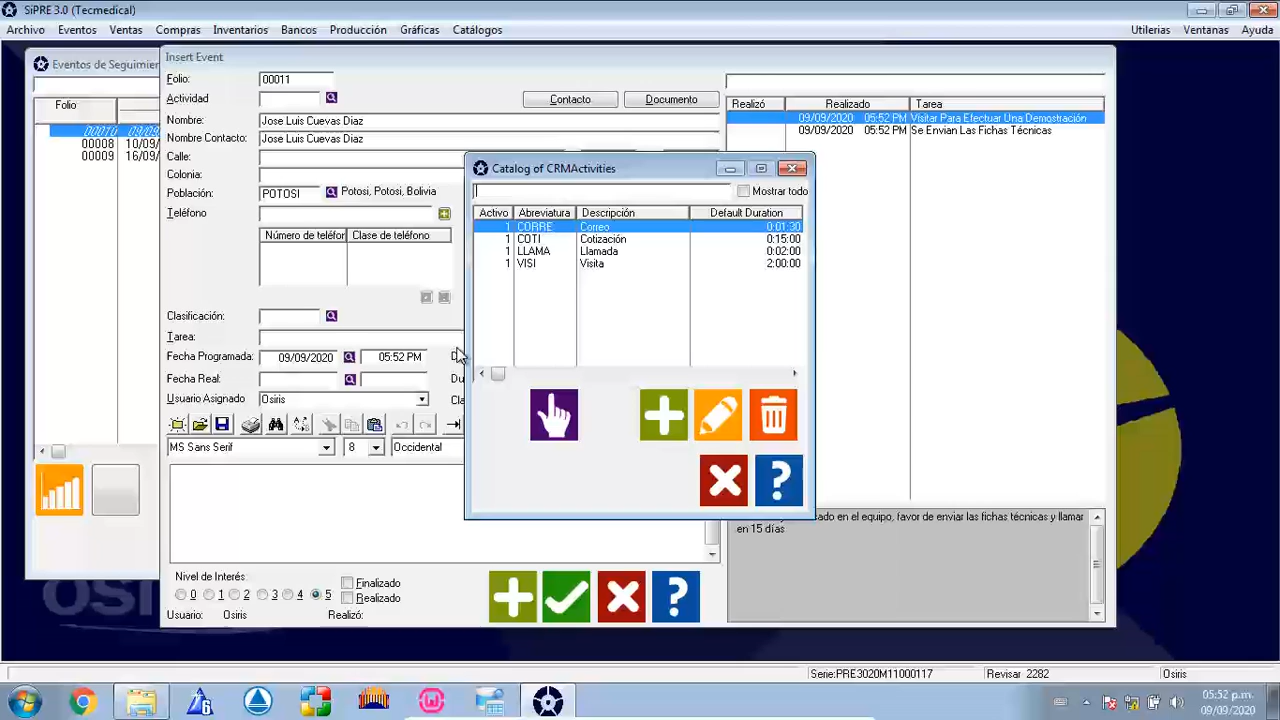 SiPRE 3.0 (Tecmedical)
Archivo Eventos Ventas Compras Inventarios Bancos Producción Gráficas Catálogos Utilerias Ventanas Ayuda
Eventos de Seguimien
Folio
00010 09/09
00008 10/09
00009 16/09
Insert Event
Folio: 00011
Actividad
Contacto Documento
Nombre: Jose Luis Cuevas Diaz
Nombre Contacto: Jose Luis Cuevas Diaz
Calle:
Colonia:
Población: POTOSI Potosi, Potosi, Bolivia
Teléfono
Número de teléfor Clase de teléfono
Clasificación:
Tarea:
Fecha Programada: 09/09/2020 05:52 PM
Fecha Real: Du
Usuario Asignado Osiris Cla
MS Sans Serif 8 Occidental
Nivel de Interés:
0 1 2 3 4 5
Finalizado
Realizado
Usuario: Osiris Realizó:
Realizó Realizado Tarea
09/09/2020 05:52 PM Visitar Para Efectuar Una Demostración
09/09/2020 05:52 PM Se Envian Las Fichas Técnicas
ado en el equipo, favor de enviar las fichas técnicas y llamar
en 15 días
Catalog of CRMActivities
Mostrar todo
Activo Abreviatura Descripción Default Duration
1 CORRE Correo 0:01:30
1 COTI Cotización 0:15:00
1 LLAMA Llamada 0:02:00
1 VISI Visita 2:00:00
Serie:PRE3020M11000117 Revisar 2282 Osiris
05:52 p.m.
09/09/2020